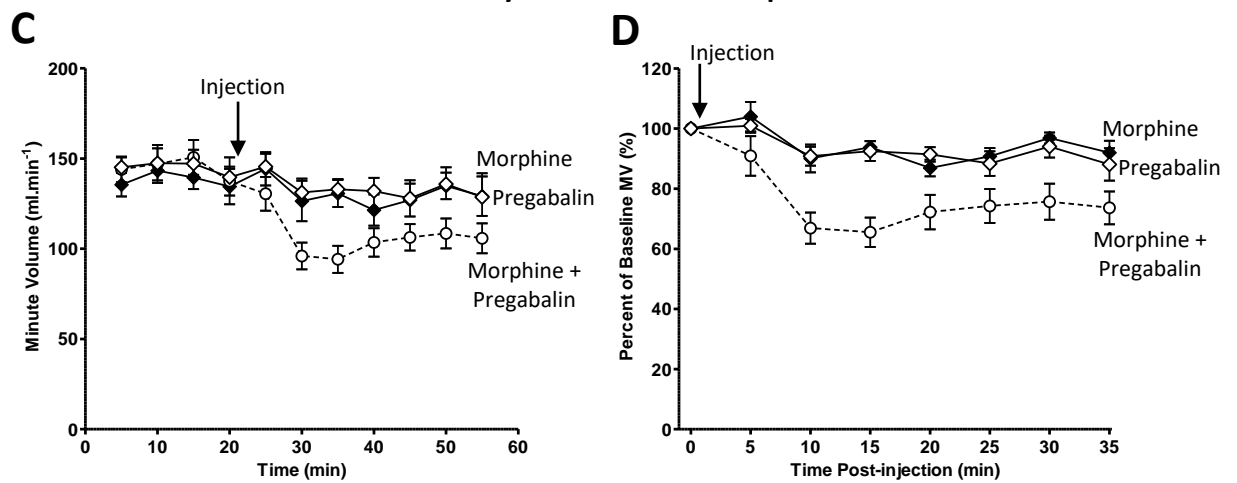 C
Injection
200
150
100
50
0
Minute Volume (ml.min⁻¹)
Morphine
Pregabalin
Morphine +
Pregabalin
0 10 20 30 40 50 60
Time (min)
D
Injection
120
100
80
60
40
20
0
Percent of Baseline MV (%)
Morphine
Pregabalin
Morphine +
Pregabalin
0 5 10 15 20 25 30 35
Time Post-injection (min)